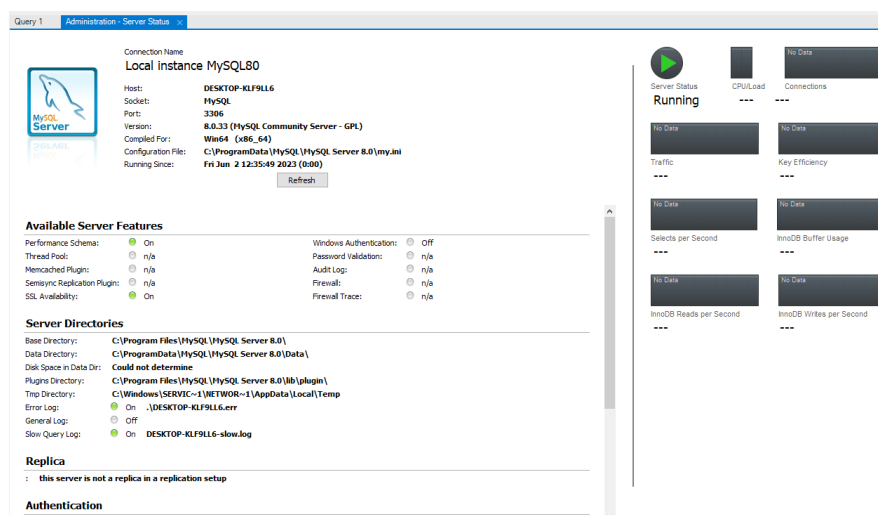 Query 1
Administration - Server Status ×
Connection Name
Local instance MySQL80
Host: DESKTOP-KLF9LL6
Socket: MySQL
Port: 3306
Version: 8.0.33 (MySQL Community Server - GPL)
Compiled For: Win64 (x86_64)
Configuration File: C:\ProgramData\MySQL\MySQL Server 8.0\my.ini
Running Since: Fri Jun 2 12:35:49 2023 (0:00)
Refresh
MySQL
Server
Available Server Features
Performance Schema: On
Windows Authentication: Off
Thread Pool: n/a
Password Validation: n/a
Memcached Plugin: n/a
Audit Log: n/a
Semisync Replication Plugin: n/a
Firewall: n/a
SSL Availability: On
Firewall Trace: n/a
Server Directories
Base Directory: C:\Program Files\MySQL\MySQL Server 8.0\
Data Directory: C:\ProgramData\MySQL\MySQL Server 8.0\Data\
Disk Space in Data Dir: Could not determine
Plugins Directory: C:\Program Files\MySQL\MySQL Server 8.0\lib\plugin\
Tmp Directory: C:\Windows\SERVIC~1\NETWOR~1\AppData\Local\Temp
Error Log: On .\DESKTOP-KLF9LL6.err
General Log: Off
Slow Query Log: On DESKTOP-KLF9LL6-slow.log
Replica
: this server is not a replica in a replication setup
Authentication
No Data
Server Status
CPU/Load
Connections
Running
---
---
No Data
No Data
Traffic
Key Efficiency
---
---
No Data
No Data
Selects per Second
InnoDB Buffer Usage
---
---
No Data
No Data
InnoDB Reads per Second
InnoDB Writes per Second
---
---